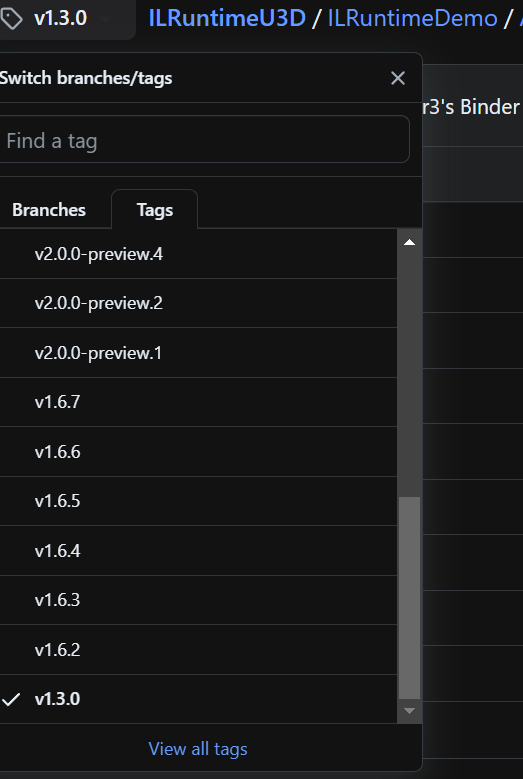 v1.3.0 ILRuntimeU3D / ILRuntimeDemo /
Switch branches/tags
r3's Binder
Find a tag
Branches Tags
v2.0.0-preview.4
v2.0.0-preview.2
v2.0.0-preview.1
v1.6.7
v1.6.6
v1.6.5
v1.6.4
v1.6.3
v1.6.2
v1.3.0
View all tags